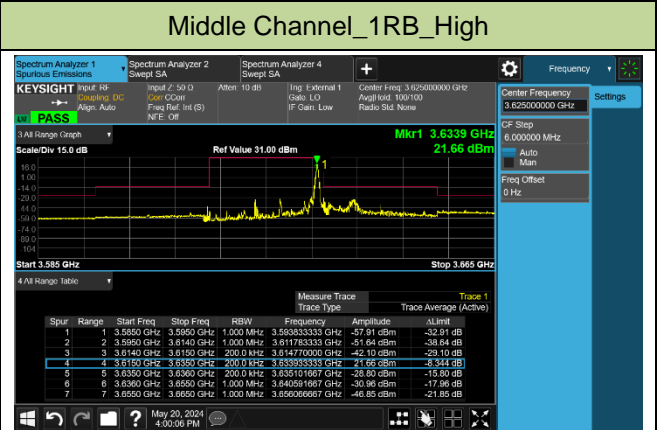 Middle Channel_1RB_High
Spectrum Analyzer 1
Spurious Emissions
Spectrum Analyzer 2
Swept SA
Spectrum Analyzer 4
Swept SA
Frequency
KEYSIGHT
Input: RF
Coupling: DC
Align: Auto
Input Z: 50 Ω
Corr CCorr
Freq Ref: Int (S)
NFE: Off
Atten: 10 dB
Trig: External 1
Gate: LO
IF Gain: Low
Center Freq: 3.625000000 GHz
Avg|Hold: 100/100
Radio Std: None
PASS
Center Frequency
3.625000000 GHz
Settings
CF Step
6.000000 MHz
Auto
Man
Freq Offset
0 Hz
3 All Range Graph
Mkr1 3.6339 GHz
Scale/Div 15.0 dB
Ref Value 31.00 dBm
21.66 dBm
1
16.0
1.00
-14.0
-29.0
-44.0
-59.0
-74.0
-89.0
-104
Start 3.585 GHz
Stop 3.665 GHz
4 All Range Table
Measure Trace Trace 1
Trace Type Trace Average (Active)
Spur Range Start Freq Stop Freq RBW Frequency Amplitude ΔLimit
1 1 3.5850 GHz 3.5950 GHz 1.000 MHz 3.593833333 GHz -57.91 dBm -32.91 dB
2 2 3.5950 GHz 3.6140 GHz 1.000 MHz 3.611783333 GHz -51.64 dBm -38.64 dB
3 3 3.6140 GHz 3.6150 GHz 200.0 kHz 3.614770000 GHz -42.10 dBm -29.10 dB
4 4 3.6150 GHz 3.6350 GHz 200.0 kHz 3.633933333 GHz 21.66 dBm -8.344 dB
5 5 3.6350 GHz 3.6360 GHz 200.0 kHz 3.635101667 GHz -28.80 dBm -15.80 dB
6 6 3.6360 GHz 3.6550 GHz 1.000 MHz 3.640591667 GHz -30.96 dBm -17.96 dB
7 7 3.6550 GHz 3.6650 GHz 1.000 MHz 3.656066667 GHz -46.85 dBm -21.85 dB
May 20, 2024
4:00:06 PM